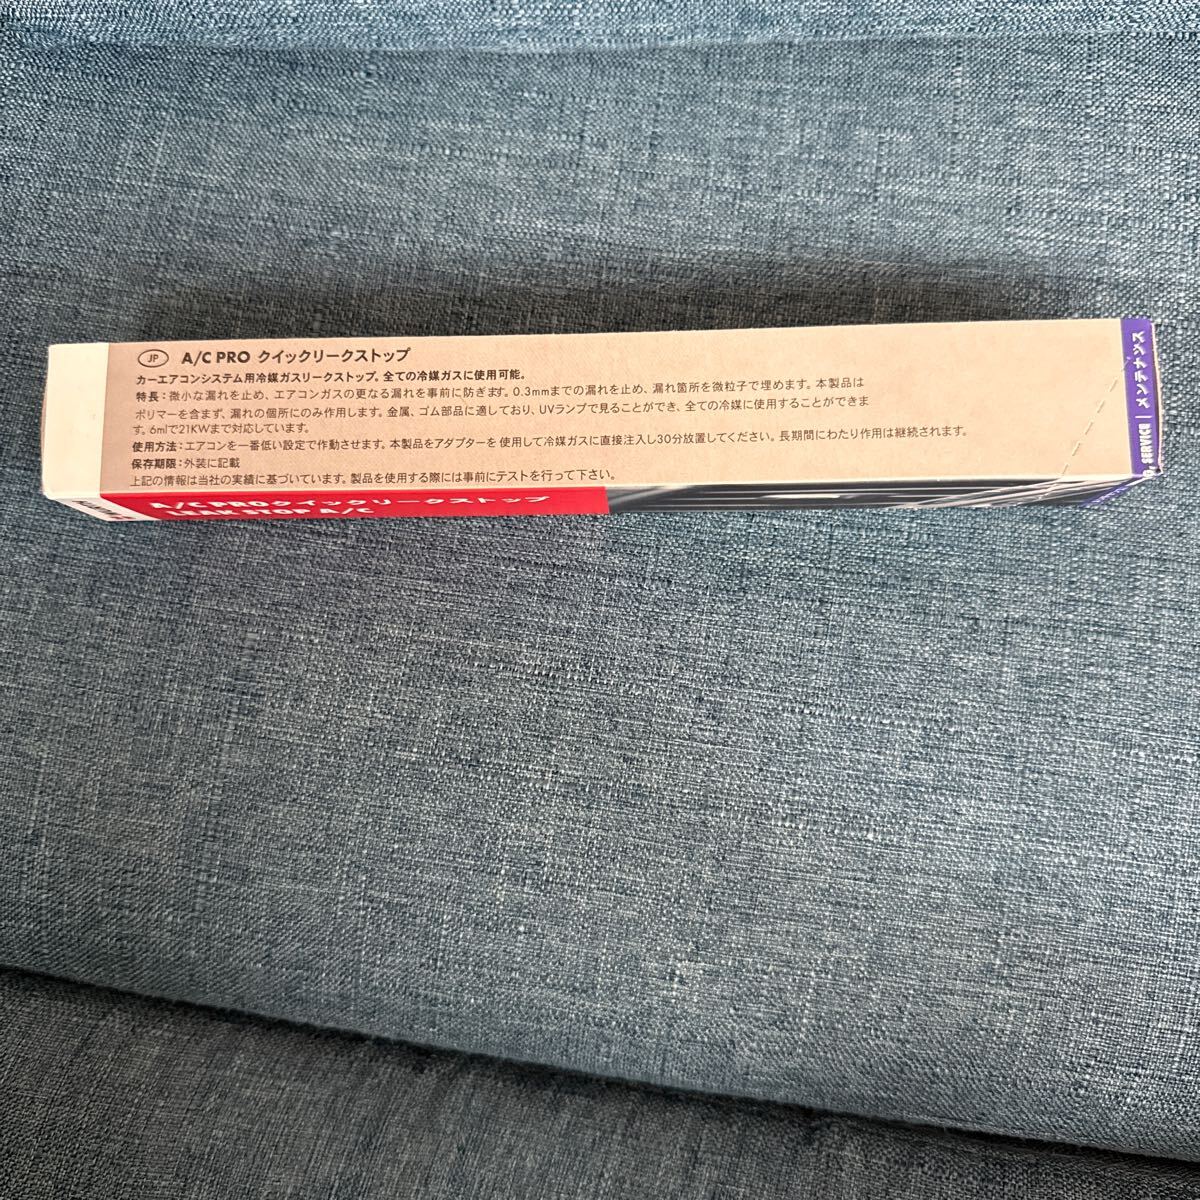 JP A/C PRO クイックリークストップ
カーエアコンシステム用冷媒ガスリークストップ。全ての冷媒ガスに使用可能。
特長：微小な漏れを止め、エアコンガスの更なる漏れを事前に防ぎます。0.3mmまでの漏れを止め、漏れ箇所を微粒子で埋めます。本製品は
ポリマーを含まず、漏れの個所にのみ作用します。金属、ゴム部品に適しており、UVランプで見ることができ、全ての冷媒に使用することができま
す。6mlで21KWまで対応しています。
使用方法：エアコンを一番低い設定で作動させます。本製品をアダプターを使用して冷媒ガスに直接注入し30分放置してください。長期間にわたり作用は継続されます。
保存期限：外装に記載
上記の情報は当社の実績に基づいています。製品を使用する際には事前にテストを行って下さい。
A/C PRO クイックリークストップ
STOP A/C
SERVICE | メンテナンス